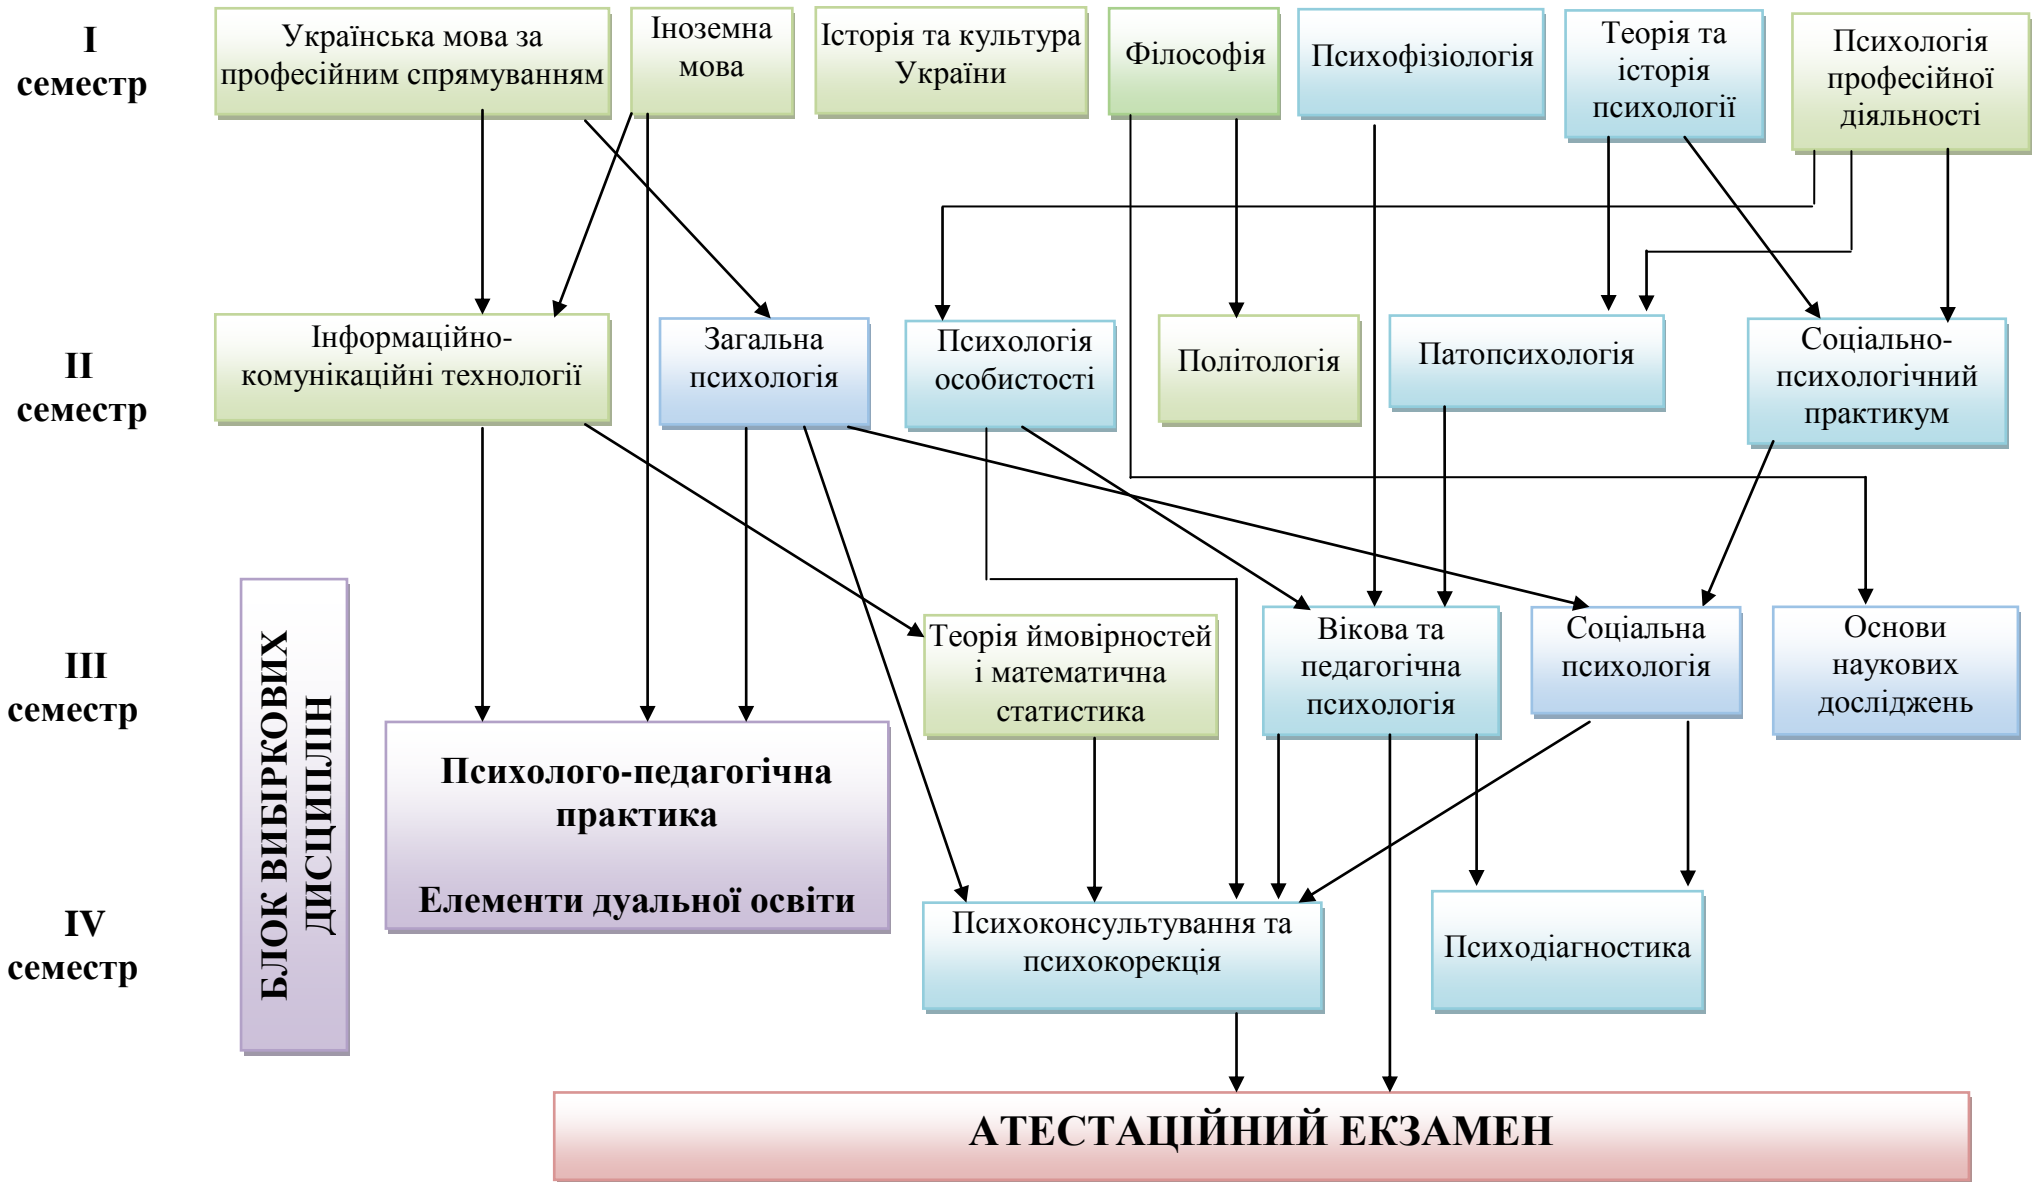 I
семестр
Українська мова за
професійним спрямуванням
Іноземна
мова
Історія та культура
України
Філософія
Психофізіологія
Теорія та
історія
психології
Психологія
професійної
діяльності
II
семестр
Інформаційно-
комунікаційні технології
Загальна
психологія
Психологія
особистості
Політологія
Патопсихологія
Соціально-
психологічний
практикум
III
семестр
БЛОК ВИБІРКОВИХ
ДИСЦИПЛІН
Теорія ймовірностей
і математична
статистика
Вікова та
педагогічна
психологія
Соціальна
психологія
Основи
наукових
досліджень
Психолого-педагогічна
практика
Елементи дуальної освіти
IV
семестр
Психоконсультування та
психокорекція
Психодіагностика
АТЕСТАЦІЙНИЙ ЕКЗАМЕН